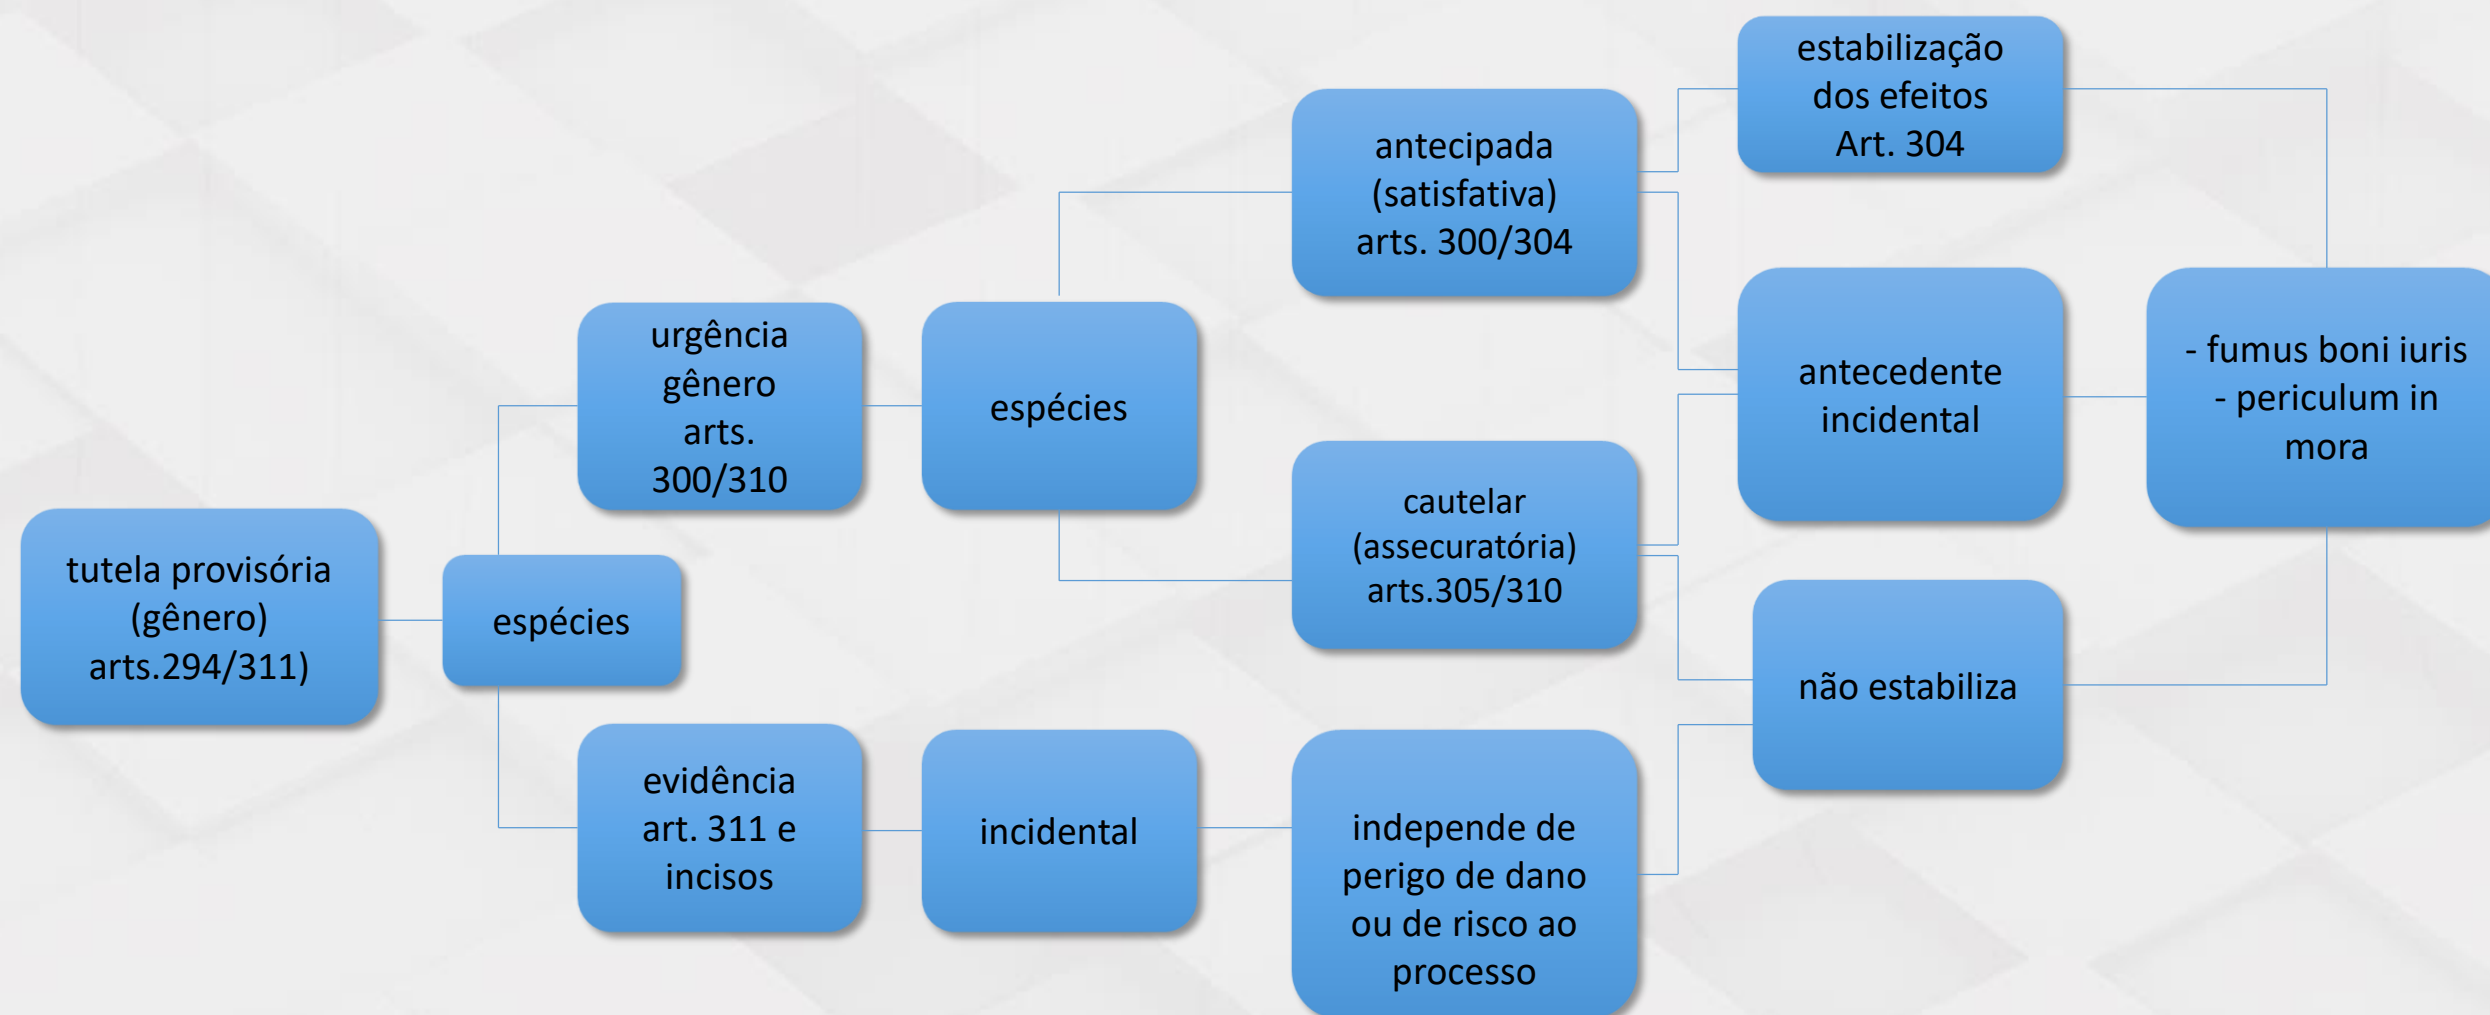 tutela provisória
(gênero)
arts.294/311)
espécies
urgência
gênero
arts.
300/310
espécies
antecipada
(satisfativa)
arts. 300/304
estabilização
dos efeitos
Art. 304
antecedente
incidental
- fumus boni iuris
- periculum in
mora
cautelar
(assecuratória)
arts.305/310
não estabiliza
evidência
art. 311 e
incisos
incidental
independe de
perigo de dano
ou de risco ao
processo